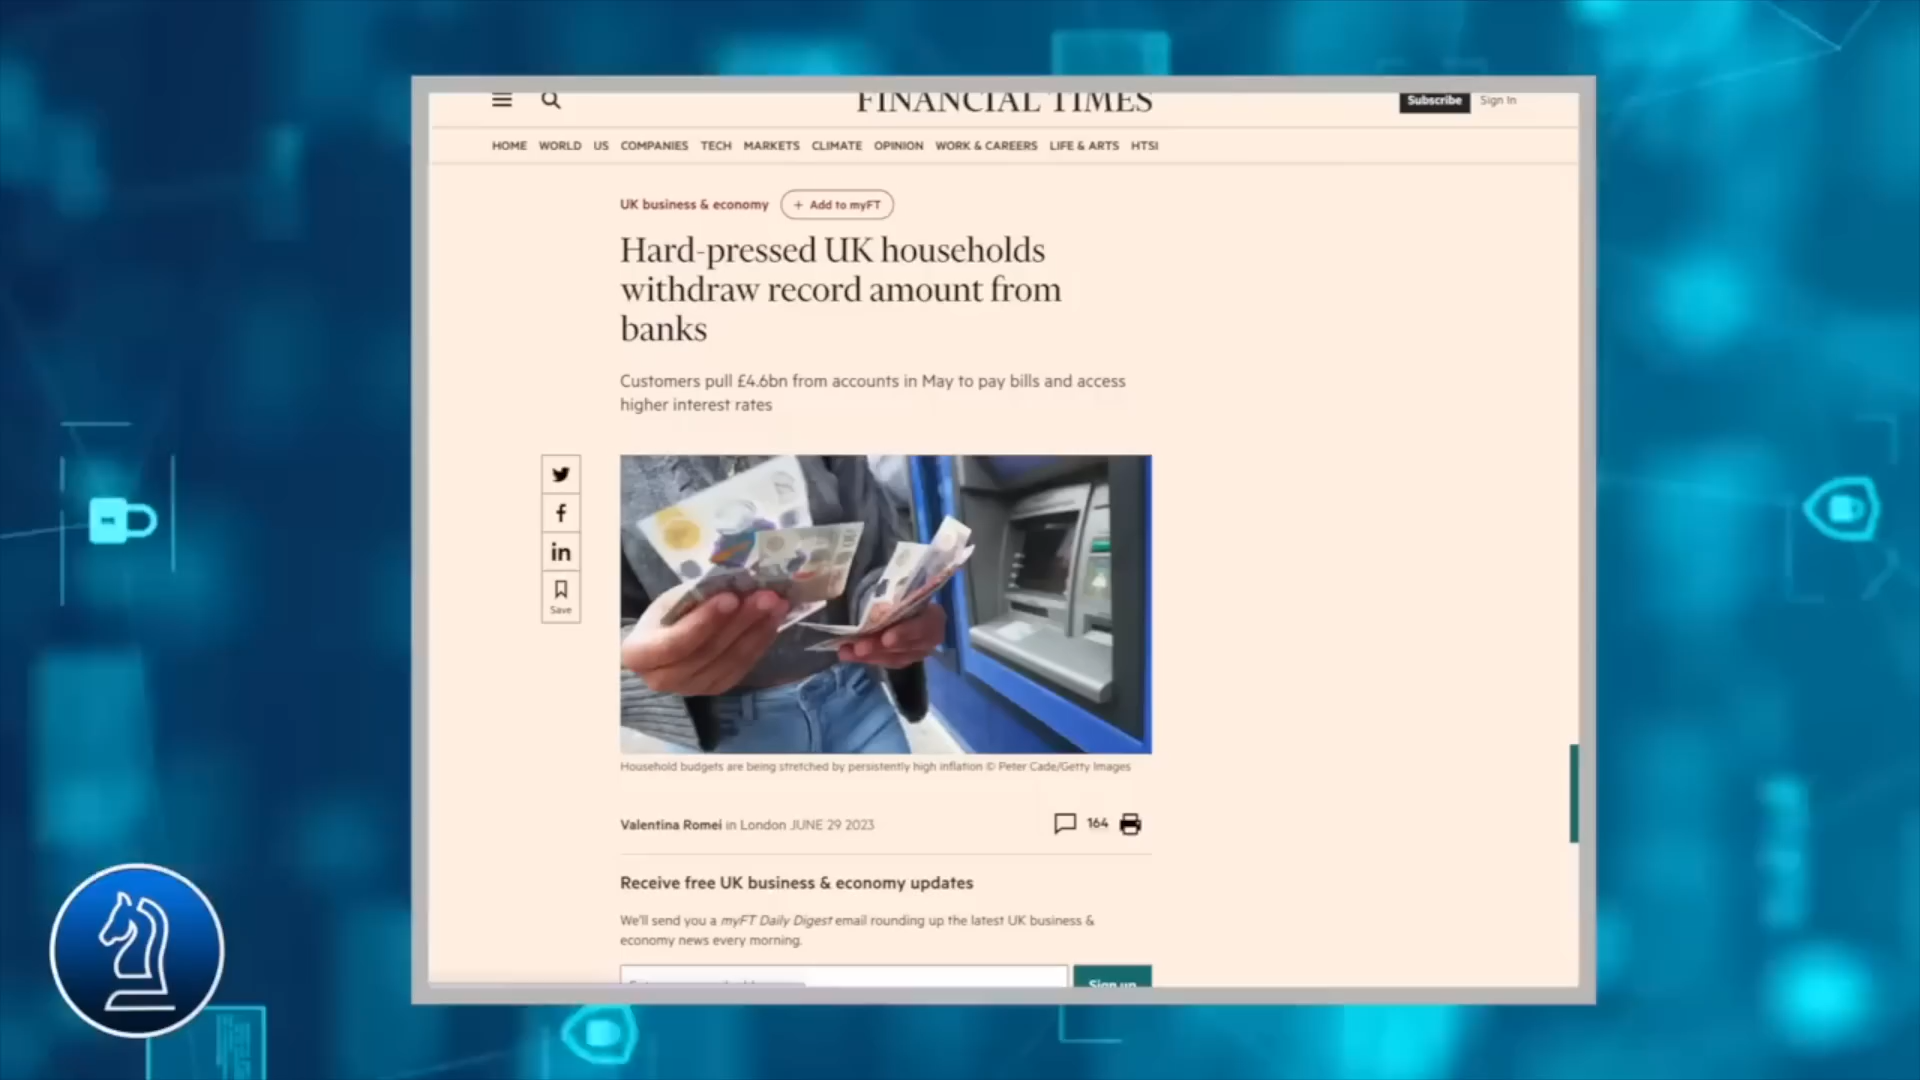 FINANCIAL TIMES
Subscribe Sign In
HOME WORLD US COMPANIES TECH MARKETS CLIMATE OPINION WORK & CAREERS LIFE & ARTS HTSI
UK business & economy + Add to myFT
Hard-pressed UK households
withdraw record amount from
banks
Customers pull £4.6bn from accounts in May to pay bills and access
higher interest rates
in
Save
Household budgets are being stretched by persistently high inflation © Peter Cade/Getty Images
Valentina Romei in London JUNE 29 2023 164
Receive free UK business & economy updates
We'll send you a myFT Daily Digest email rounding up the latest UK business &
economy news every morning.
Sign up